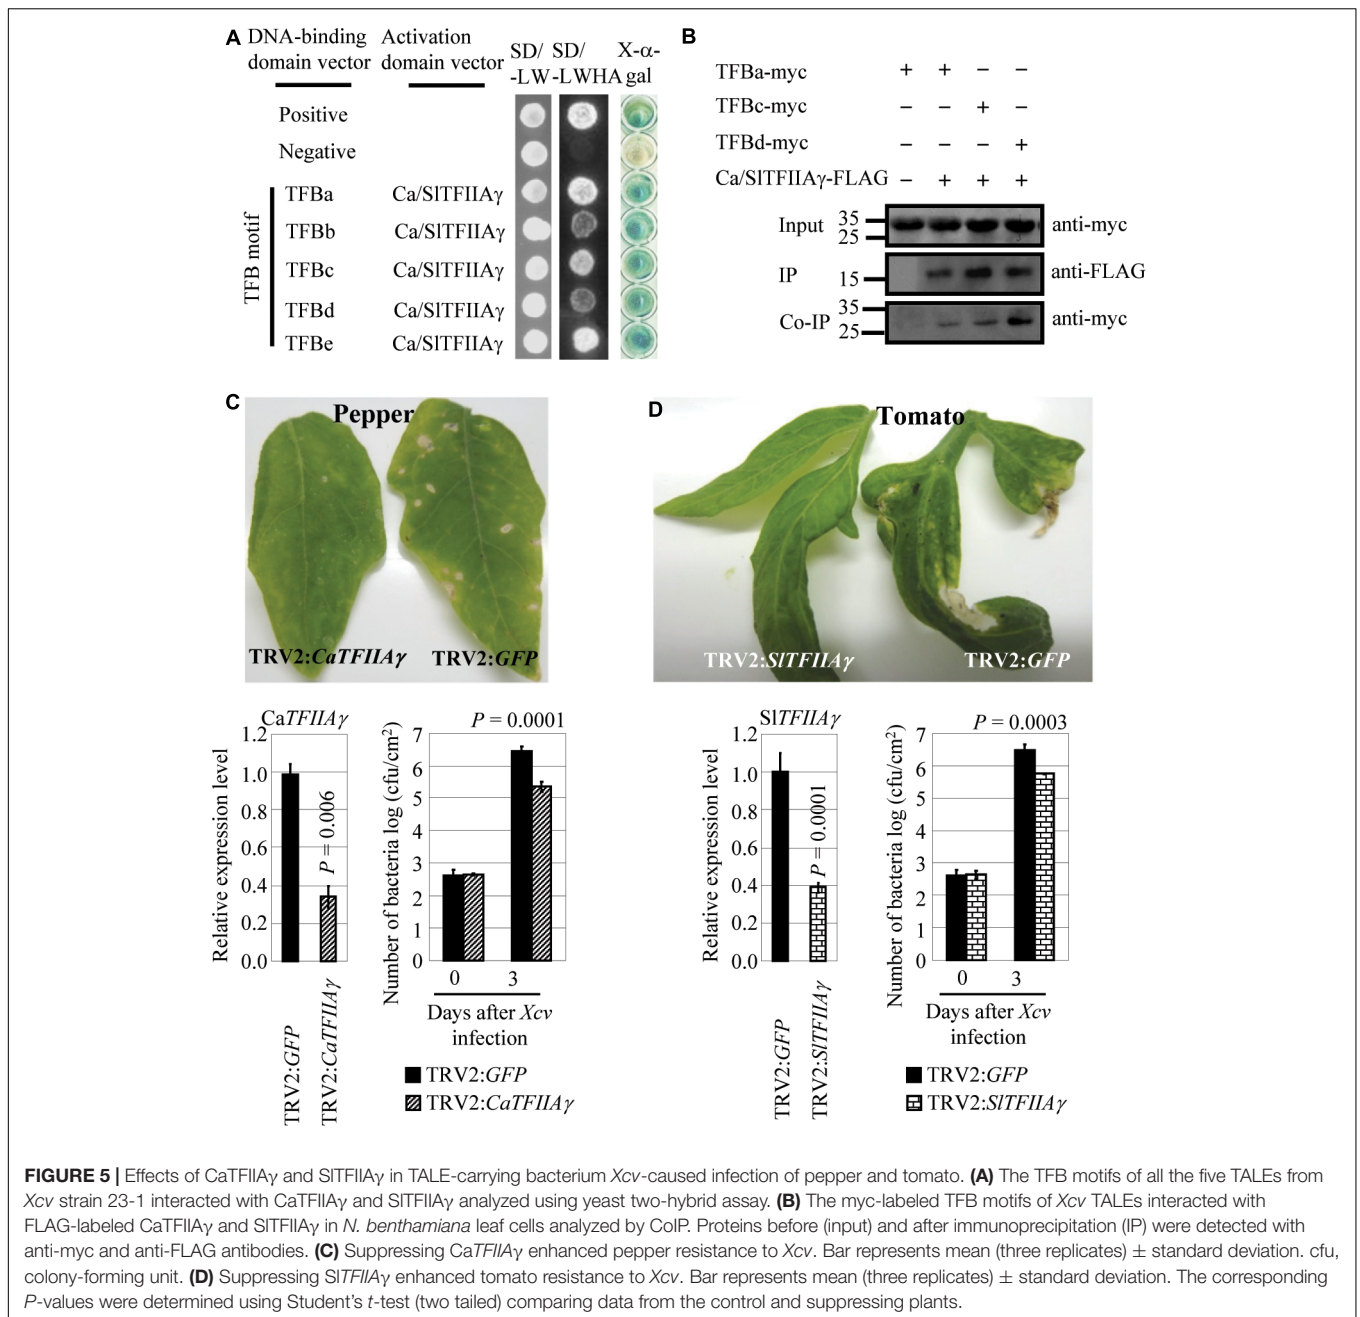 A DNA-binding domain vector
Activation domain vector
SD/-LW
SD/-LWHA
X-α-gal
Positive
Negative
TFB motif
TFBa Ca/SlTFIIAγ
TFBb Ca/SlTFIIAγ
TFBc Ca/SlTFIIAγ
TFBd Ca/SlTFIIAγ
TFBe Ca/SlTFIIAγ
B
TFBa-myc + + − −
TFBc-myc − − + −
TFBd-myc − − − +
Ca/SlTFIIAγ-FLAG − + + +
Input 35 25 anti-myc
IP 15 anti-FLAG
Co-IP 35 25 anti-myc
C
Pepper
TRV2:CaTFIIAγ TRV2:GFP
CaTFIIAγ
Relative expression level
1.2
1.0
0.8
0.6
0.4
0.2
0.0
P = 0.006
TRV2:GFP
TRV2:CaTFIIAγ
P = 0.0001
Number of bacteria log (cfu/cm²)
7
6
5
4
3
2
1
0
0 3
Days after Xcv
infection
TRV2:GFP
TRV2:CaTFIIAγ
D
Tomato
TRV2:SlTFIIAγ TRV2:GFP
SlTFIIAγ
Relative expression level
1.2
1.0
0.8
0.6
0.4
0.2
0.0
P = 0.0001
TRV2:GFP
TRV2:SlTFIIAγ
P = 0.0003
Number of bacteria log (cfu/cm²)
7
6
5
4
3
2
1
0
0 3
Days after Xcv
infection
TRV2:GFP
TRV2:SlTFIIAγ
FIGURE 5 | Effects of CaTFIIAγ and SlTFIIAγ in TALE-carrying bacterium Xcv-caused infection of pepper and tomato. (A) The TFB motifs of all the five TALEs from
Xcv strain 23-1 interacted with CaTFIIAγ and SlTFIIAγ analyzed using yeast two-hybrid assay. (B) The myc-labeled TFB motifs of Xcv TALEs interacted with
FLAG-labeled CaTFIIAγ and SlTFIIAγ in N. benthamiana leaf cells analyzed by CoIP. Proteins before (input) and after immunoprecipitation (IP) were detected with
anti-myc and anti-FLAG antibodies. (C) Suppressing CaTFIIAγ enhanced pepper resistance to Xcv. Bar represents mean (three replicates) ± standard deviation. cfu,
colony-forming unit. (D) Suppressing SlTFIIAγ enhanced tomato resistance to Xcv. Bar represents mean (three replicates) ± standard deviation. The corresponding
P-values were determined using Student's t-test (two tailed) comparing data from the control and suppressing plants.